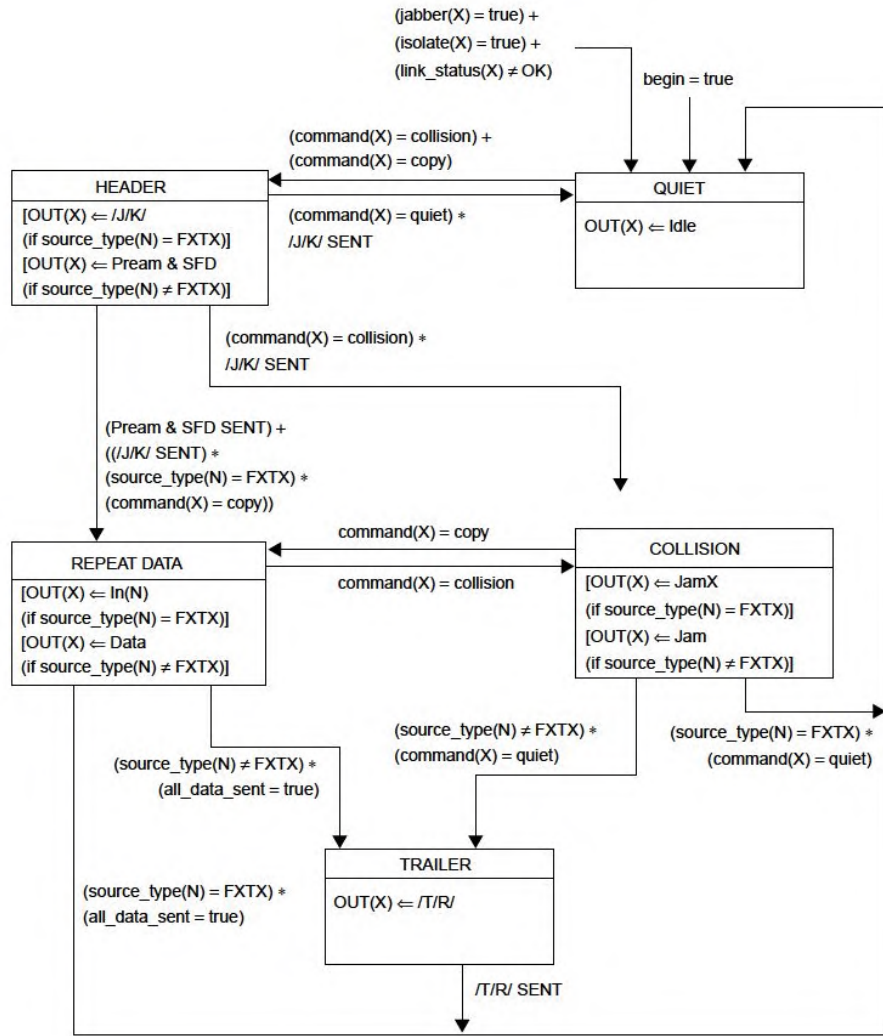 (jabber(X) = true) +
(isolate(X) = true) +
(link_status(X) ≠ OK)
begin = true
(command(X) = collision) +
(command(X) = copy)
HEADER
[OUT(X) ⇐ /J/K/
(if source_type(N) = FXTX)]
[OUT(X) ⇐ Pream & SFD
(if source_type(N) ≠ FXTX)]
(command(X) = quiet) ∗
/J/K/ SENT
QUIET
OUT(X) ⇐ Idle
(command(X) = collision) ∗
/J/K/ SENT
(Pream & SFD SENT) +
((/J/K/ SENT) ∗
(source_type(N) = FXTX) ∗
(command(X) = copy))
command(X) = copy
command(X) = collision
REPEAT DATA
[OUT(X) ⇐ In(N)
(if source_type(N) = FXTX)]
[OUT(X) ⇐ Data
(if source_type(N) ≠ FXTX)]
COLLISION
[OUT(X) ⇐ JamX
(if source_type(N) = FXTX)]
[OUT(X) ⇐ Jam
(if source_type(N) ≠ FXTX)]
(source_type(N) ≠ FXTX) ∗
(all_data_sent = true)
(source_type(N) ≠ FXTX) ∗
(command(X) = quiet)
(source_type(N) = FXTX) ∗
(command(X) = quiet)
(source_type(N) = FXTX) ∗
(all_data_sent = true)
TRAILER
OUT(X) ⇐ /T/R/
/T/R/ SENT